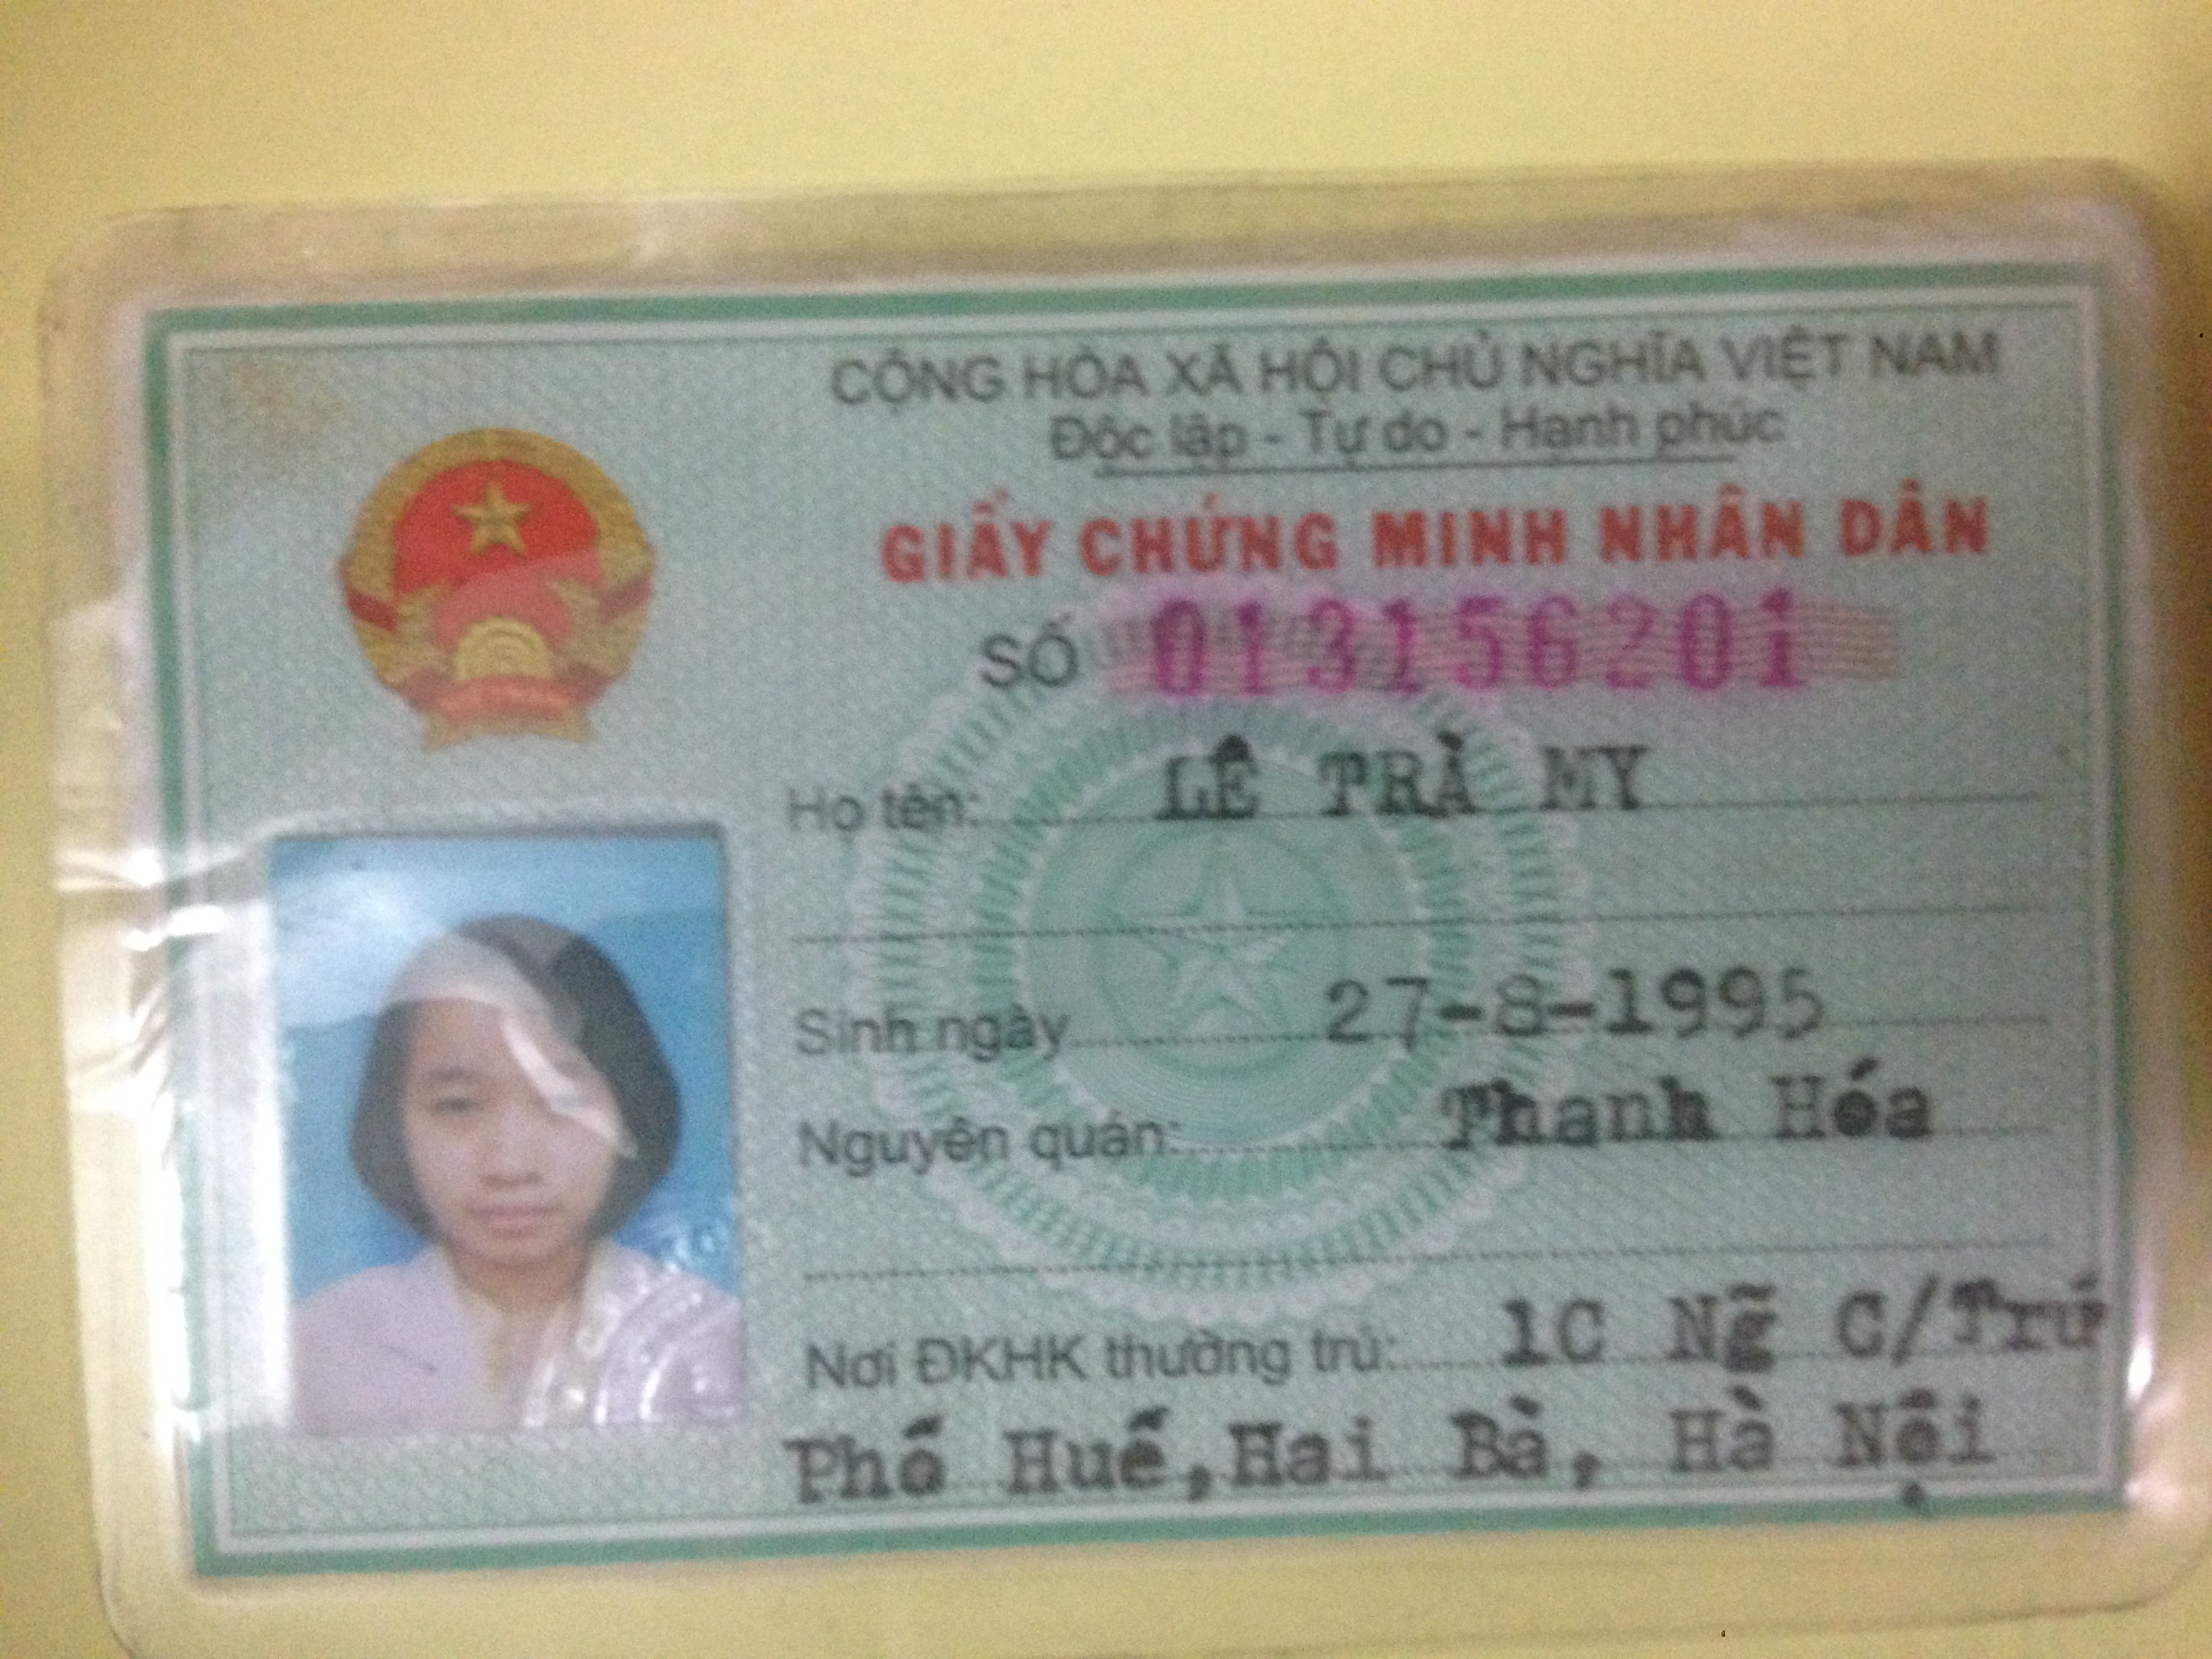 CỘNG HÒA XÃ HỘI CHỦ NGHĨA VIỆT NAM
Độc lập - Tự do - Hạnh phúc
GIẤY CHỨNG MINH NHÂN DÂN
SỐ 013156201
Họ tên: LÊ TRÀ MY
Sinh ngày 27-8-1995
Nguyên quán: Thanh Hóa
Nơi ĐKHK thường trú: 1C Ng C/Trứ
Phố Huế, Hai Bà, Hà Nội